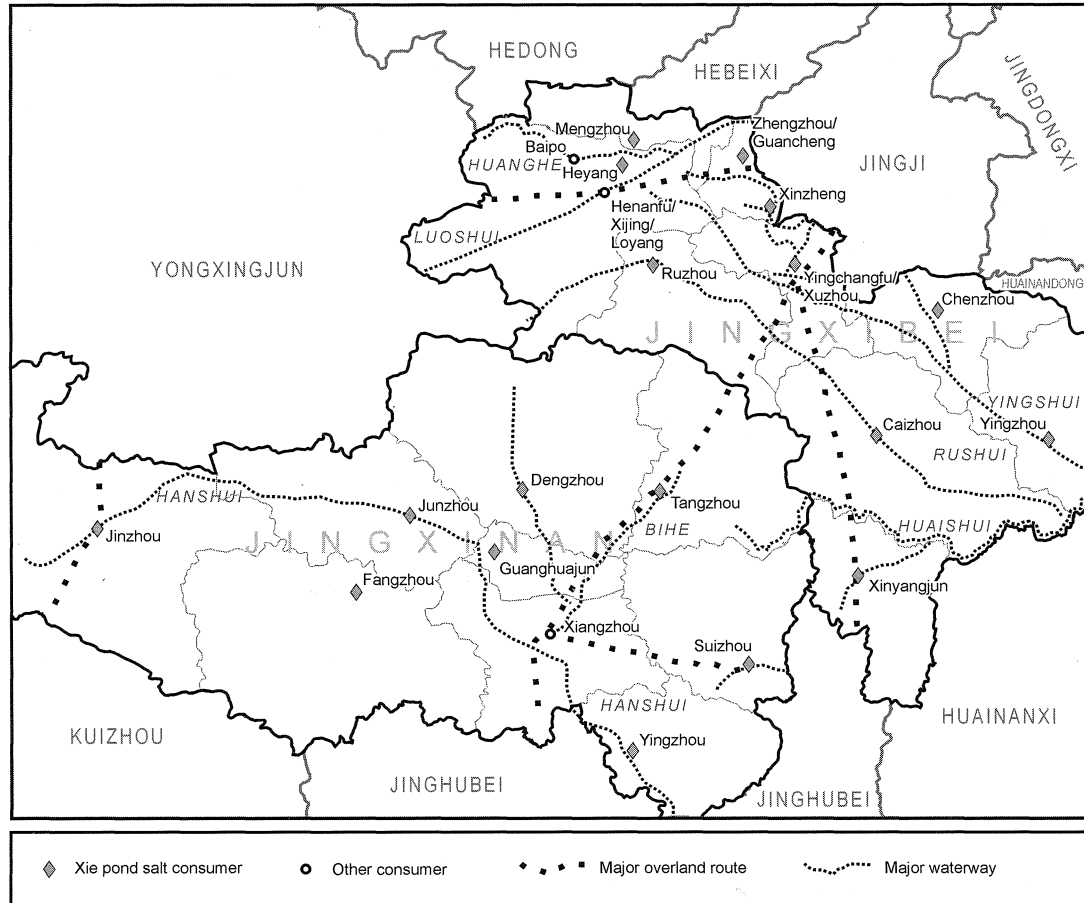 HEDONG
HEBEIXI
JINGDONGXI
JINGJI
Zhengzhou/
Guancheng
Mengzhou
Baipo
HUANGHE
Heyang
Xinzheng
Henanfu/
Xijing/
Loyang
LUOSHUI
YONGXINGJUN
Ruzhou
Yingchangfu/
Xuzhou
HUAINANDONG
Chenzhou
JINGXIBEI
YINGSHUI
Yingzhou
Caizhou
RUSHUI
Dengzhou
Tangzhou
HANSHUI
Junzhou
Jinzhou
BIHE
HUAISHUI
JINGXINAN
Guanghuajun
Fangzhou
Xinyangjun
Xiangzhou
Suizhou
HANSHUI
HUAINANXI
KUIZHOU
Yingzhou
JINGHUBEI
JINGHUBEI
Xie pond salt consumer
Other consumer
Major overland route
Major waterway